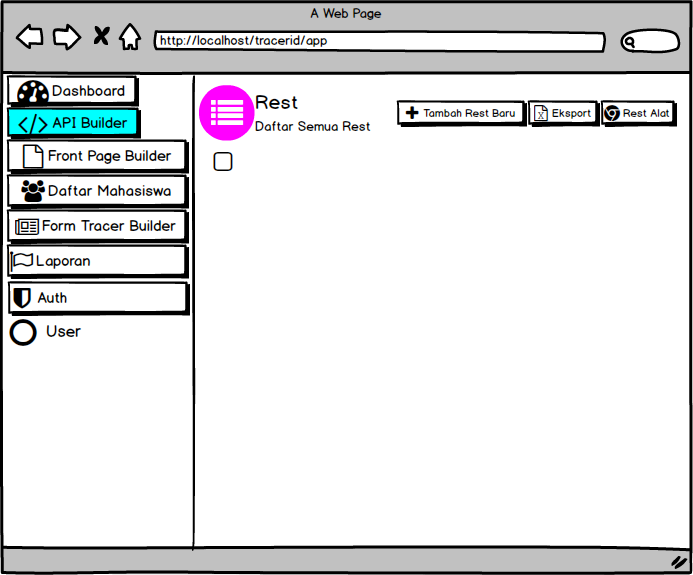 A Web Page
http://localhost/tracerid/app
Dashboard
API Builder
Front Page Builder
Daftar Mahasiswa
Form Tracer Builder
Laporan
Auth
User
Rest
Daftar Semua Rest
Tambah Rest Baru
X
Eksport
Rest Alat